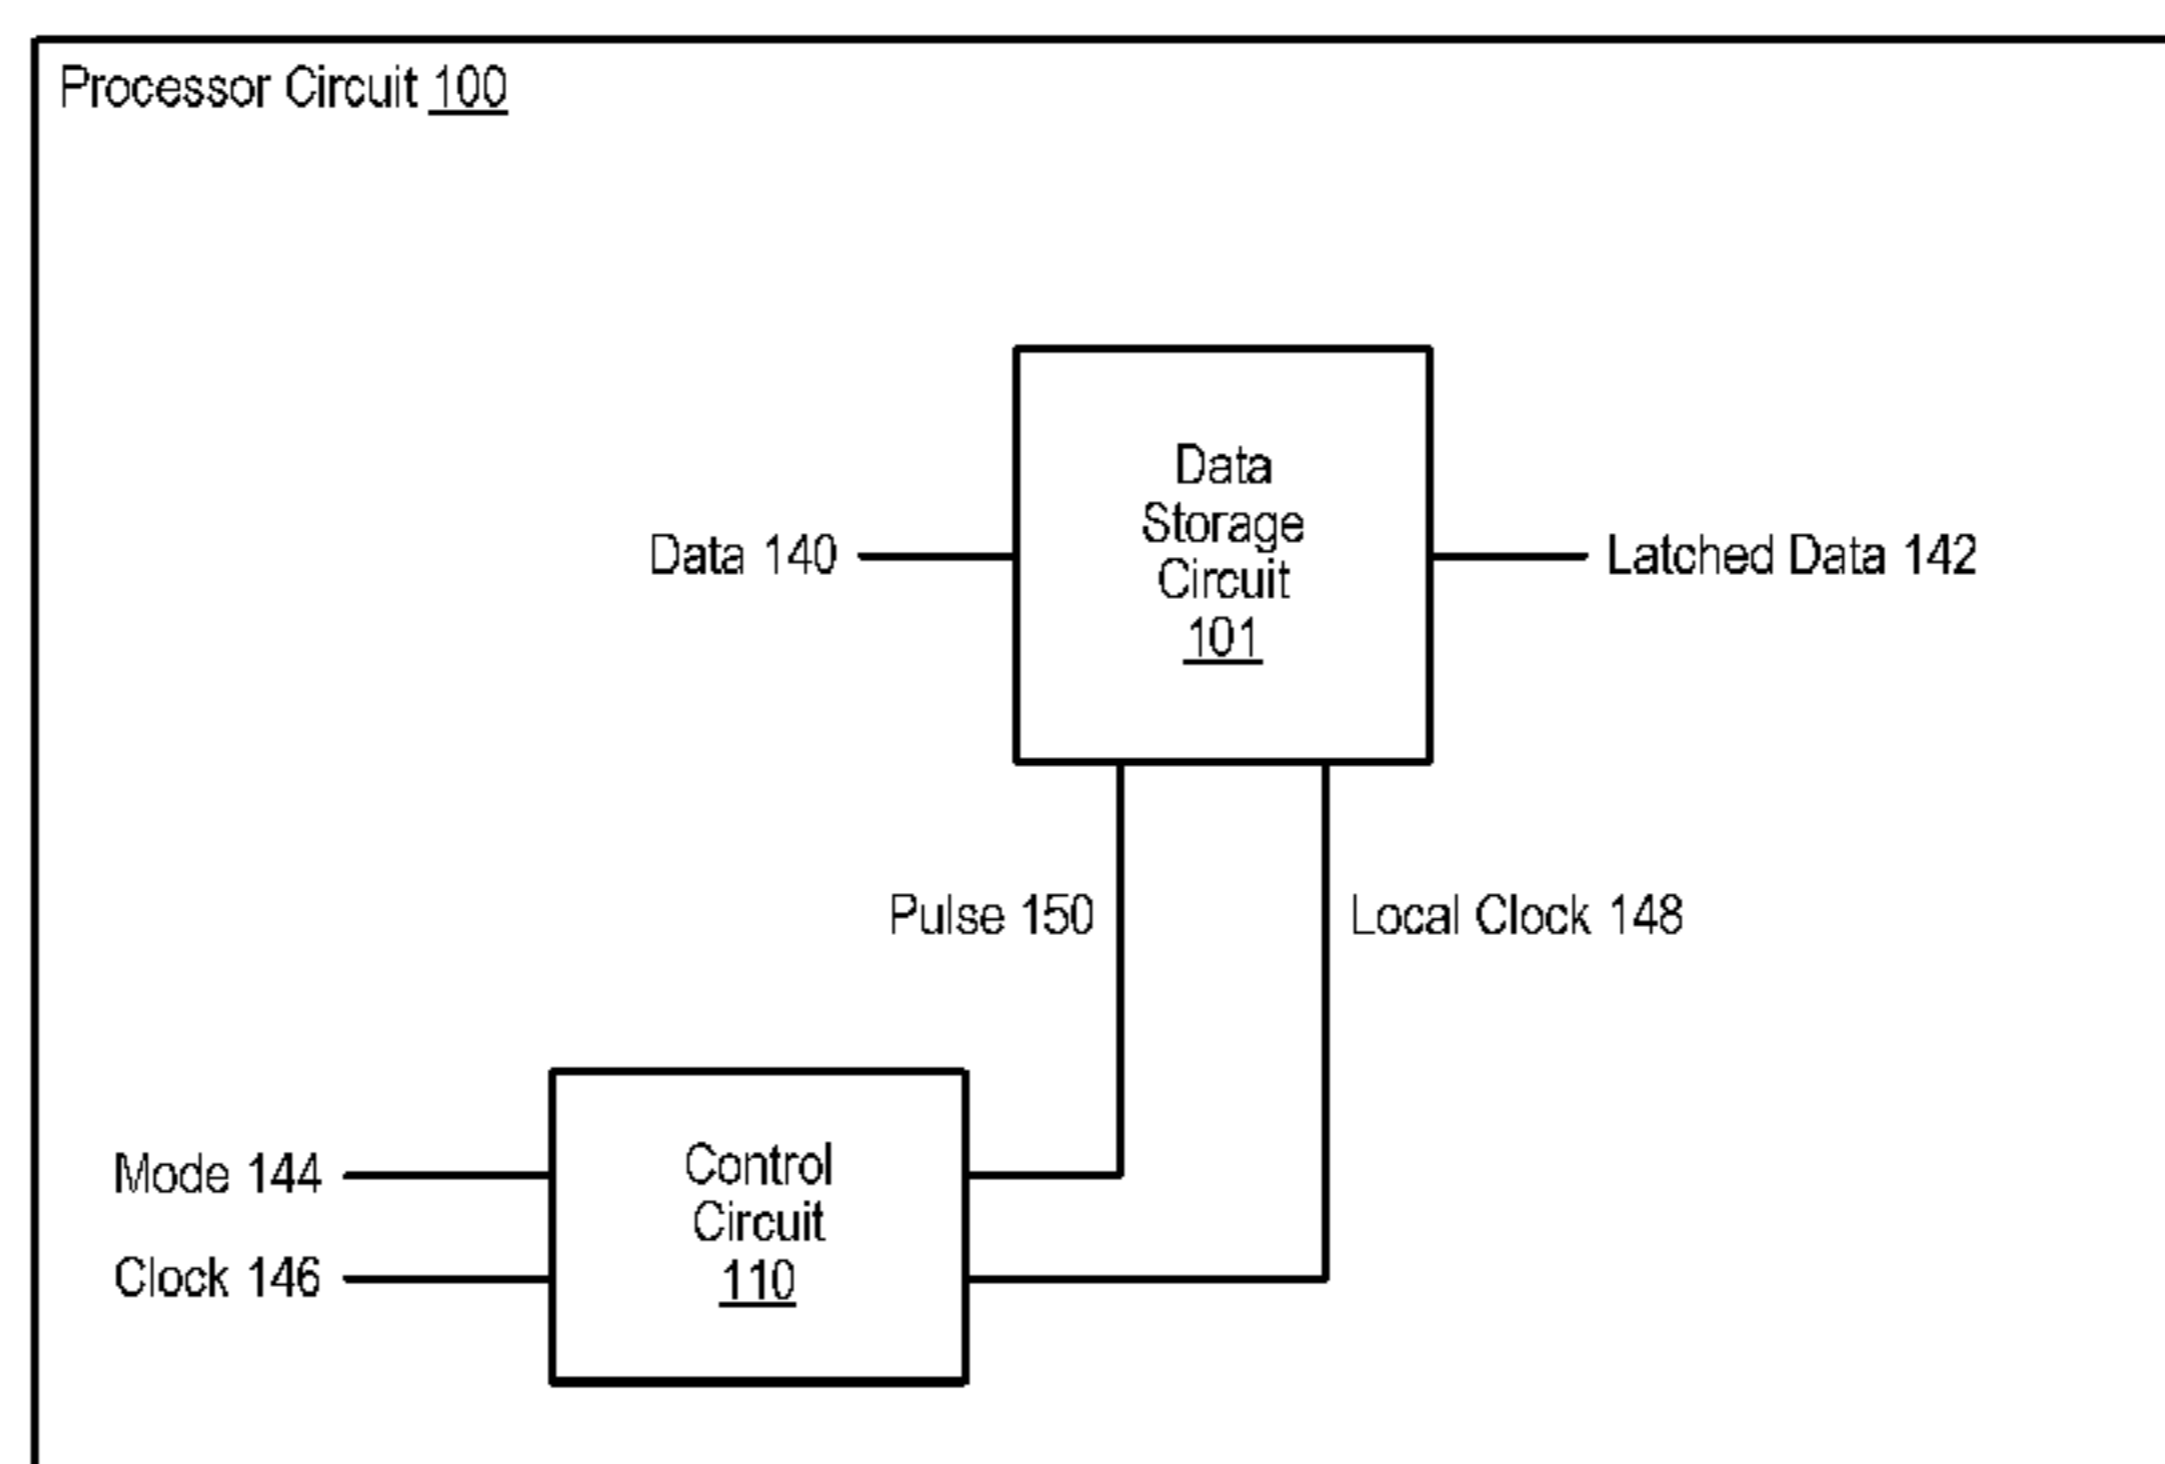 Processor Circuit 100
Data
Storage
Circuit
101
Data 140
Latched Data 142
Pulse 150
Local Clock 148
Control
Circuit
110
Mode 144
Clock 146